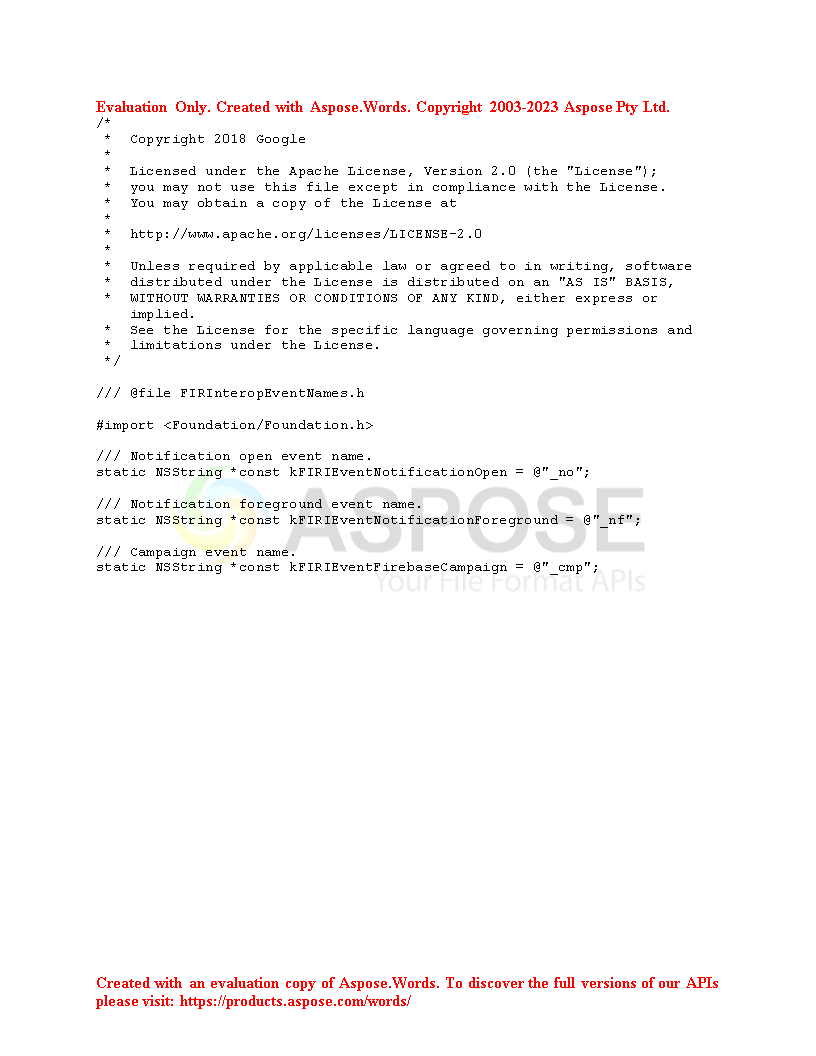 Evaluation Only. Created with Aspose.Words. Copyright 2003-2023 Aspose Pty Ltd.
/*
 *  Copyright 2018 Google
 *
 *  Licensed under the Apache License, Version 2.0 (the "License");
 *  you may not use this file except in compliance with the License.
 *  You may obtain a copy of the License at
 *
 *  http://www.apache.org/licenses/LICENSE-2.0
 *
 *  Unless required by applicable law or agreed to in writing, software
 *  distributed under the License is distributed on an "AS IS" BASIS,
 *  WITHOUT WARRANTIES OR CONDITIONS OF ANY KIND, either express or
    implied.
 *  See the License for the specific language governing permissions and
 *  limitations under the License.
 */

/// @file FIRInteropEventNames.h

#import <Foundation/Foundation.h>

/// Notification open event name.
static NSString *const kFIRIEventNotificationOpen = @"_no";

/// Notification foreground event name.
static NSString *const kFIRIEventNotificationForeground = @"_nf";
ASPOSE

/// Campaign event name.
static NSString *const kFIRIEventFirebaseCampaign = @"_cmp";
Your File Format APIs

Created with an evaluation copy of Aspose.Words. To discover the full versions of our APIs
please visit: https://products.aspose.com/words/